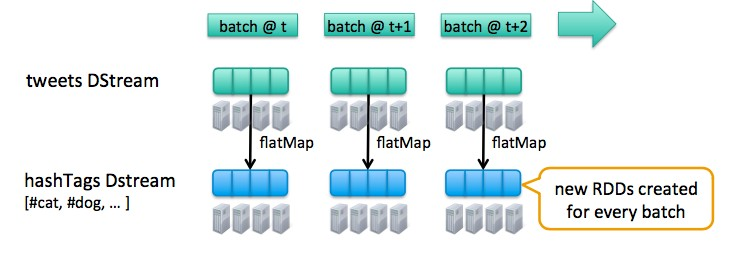 batch @ t
batch @ t+1
batch @ t+2
tweets DStream
flatMap
flatMap
flatMap
hashTags Dstream
[#cat, #dog, … ]
new RDDs created
for every batch